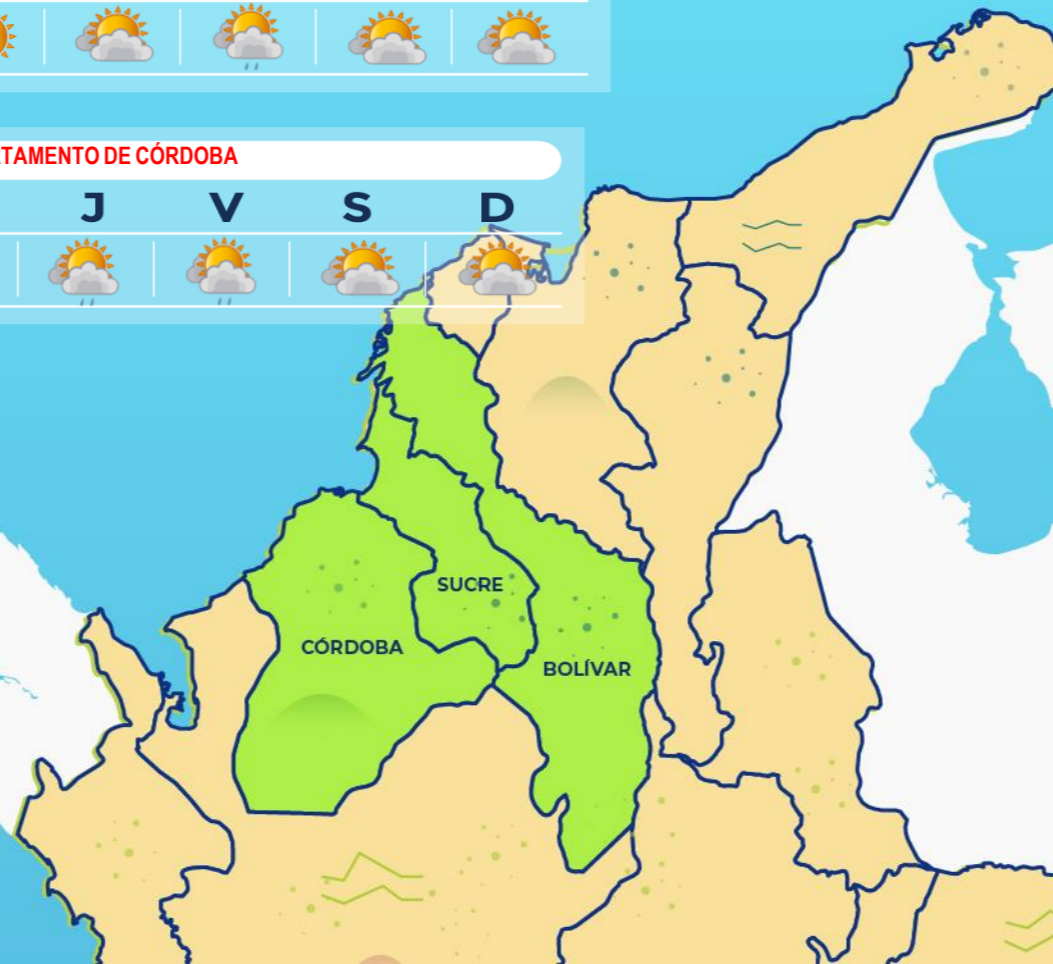 TAMENTO DE CÓRDOBA
J V S D
SUCRE
CÓRDOBA
BOLÍVAR